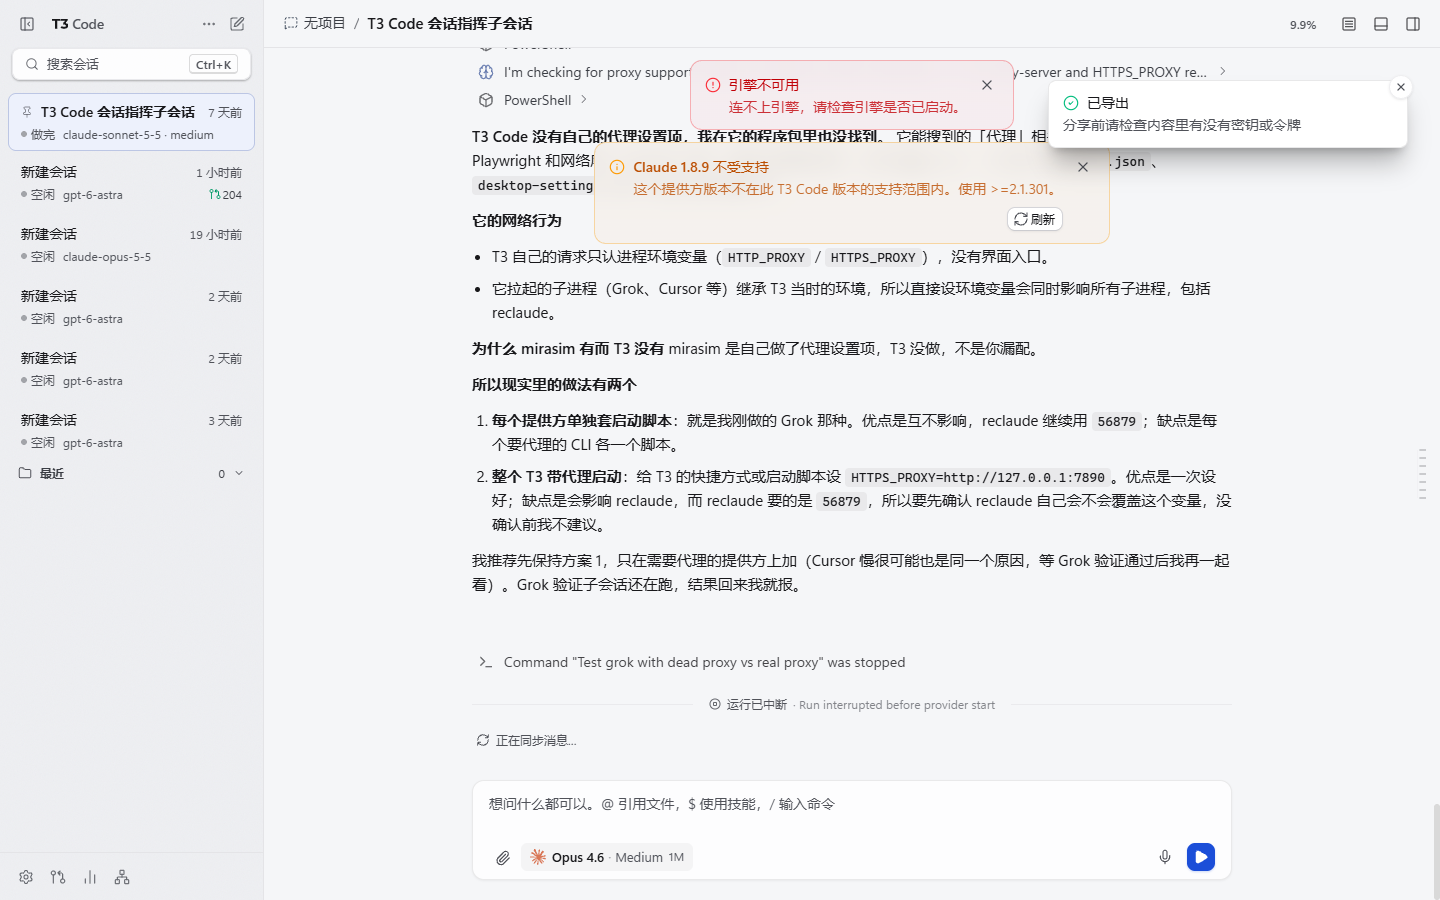 T3 Code
搜索会话
Ctrl+K
T3 Code 会话指挥子会话
7 天前
做完 claude-sonnet-5-5 · medium
新建会话
1 小时前
空闲 gpt-6-astra
204
新建会话
19 小时前
空闲 claude-opus-5-5
新建会话
2 天前
空闲 gpt-6-astra
新建会话
2 天前
空闲 gpt-6-astra
新建会话
3 天前
空闲 gpt-6-astra
最近
0
无项目 / T3 Code 会话指挥子会话
9.9%
I'm checking for proxy suppor
y-server and HTTPS_PROXY re...
PowerShell
引擎不可用
连不上引擎，请检查引擎是否已启动。
已导出
分享前请检查内容里有没有密钥或令牌
T3 Code 没有自己的代理设置项，我在它的程序包里也没找到。 它能搜到的「代理」相
Playwright 和网络
.json 、
desktop-setting
Claude 1.8.9 不受支持
这个提供方版本不在此 T3 Code 版本的支持范围内。使用 >=2.1.301。
刷新
它的网络行为
• T3 自己的请求只认进程环境变量（ HTTP_PROXY / HTTPS_PROXY ），没有界面入口。
• 它拉起的子进程（Grok、Cursor 等）继承 T3 当时的环境，所以直接设环境变量会同时影响所有子进程，包括
reclaude。
为什么 mirasim 有而 T3 没有 mirasim 是自己做了代理设置项，T3 没做，不是你漏配。
所以现实里的做法有两个
1. 每个提供方单独套启动脚本：就是我刚做的 Grok 那种。优点是互不影响，reclaude 继续用 56879 ；缺点是每
个要代理的 CLI 各一个脚本。
2. 整个 T3 带代理启动：给 T3 的快捷方式或启动脚本设 HTTPS_PROXY=http://127.0.0.1:7890 。优点是一次设
好；缺点是会影响 reclaude，而 reclaude 要的是 56879 ，所以要先确认 reclaude 自己会不会覆盖这个变量，没
确认前我不建议。
我推荐先保持方案 1，只在需要代理的提供方上加（Cursor 慢很可能也是同一个原因，等 Grok 验证通过后我再一起
看）。Grok 验证子会话还在跑，结果回来我就报。
Command "Test grok with dead proxy vs real proxy" was stopped
运行已中断 · Run interrupted before provider start
正在同步消息...
想问什么都可以。@ 引用文件，$ 使用技能，/ 输入命令
Opus 4.6 · Medium 1M